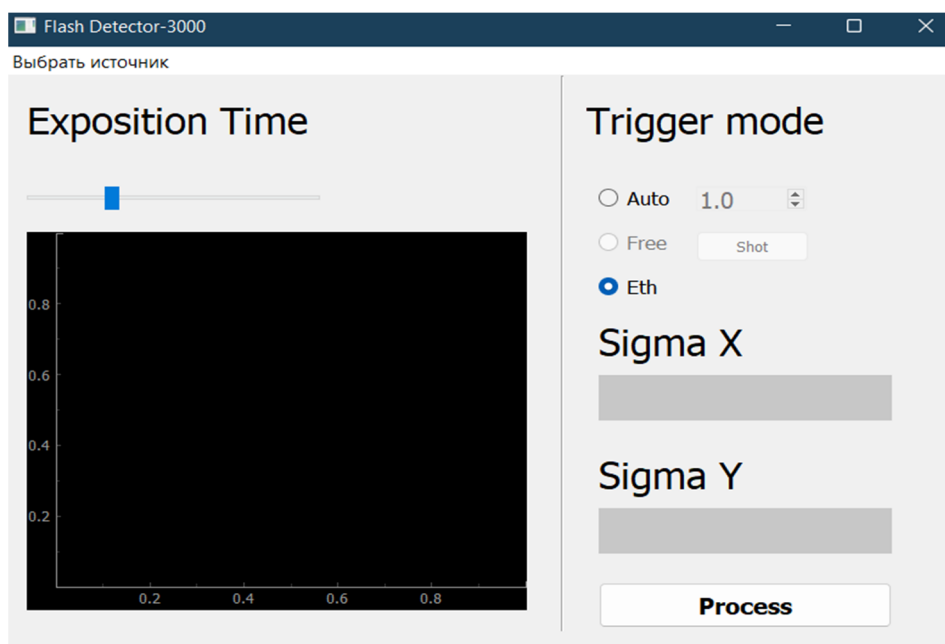 Flash Detector-3000
Выбрать источник
Exposition Time
0.8
0.6
0.4
0.2
0.2 0.4 0.6 0.8
Trigger mode
Auto 1.0
Free Shot
Eth
Sigma X
Sigma Y
Process